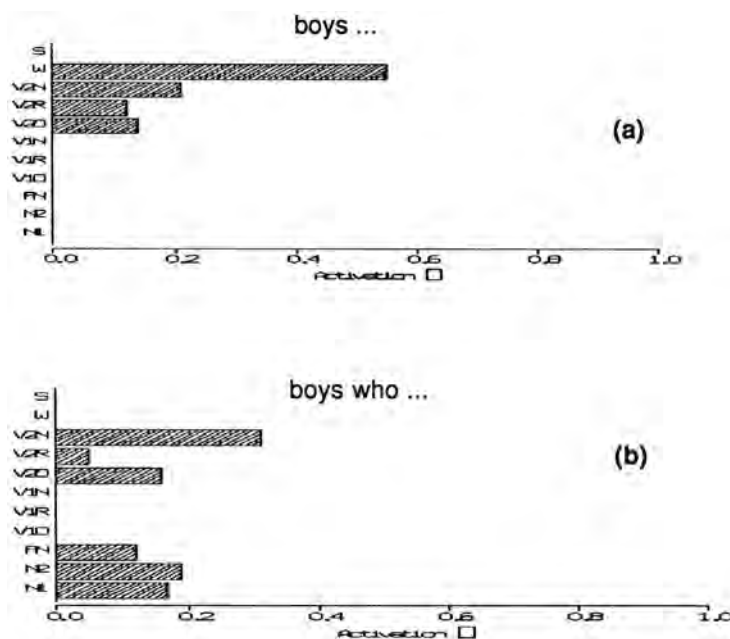 boys ...
S
W
V2N
V2R
V2O
V1N
V1R
V1O
PN
N2
N1
(a)
0.0 0.2 0.4 0.6 0.8 1.0
Activation
boys who ...
S
W
V2N
V2R
V2O
V1N
V1R
V1O
PN
N2
N1
(b)
0.0 0.2 0.4 0.6 0.8 1.0
Activation